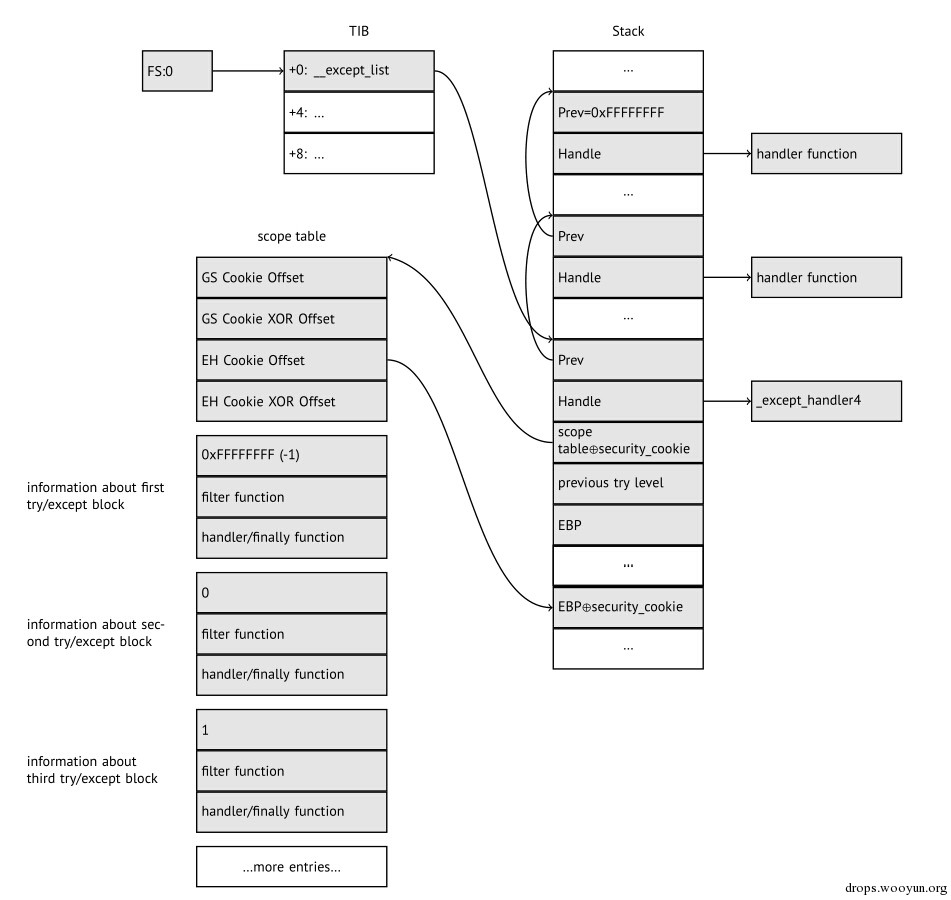 TIB
Stack
FS:0
+0: __except_list
+4: ...
+8: ...
...
Prev=0xFFFFFFFF
Handle
handler function
...
Prev
Handle
handler function
...
Prev
Handle
_except_handler4
scope
table⊕security_cookie
previous try level
EBP
...
EBP⊕security_cookie
...
scope table
GS Cookie Offset
GS Cookie XOR Offset
EH Cookie Offset
EH Cookie XOR Offset
information about first
try/except block
0xFFFFFFFF (-1)
filter function
handler/finally function
information about sec-
ond try/except block
0
filter function
handler/finally function
information about
third try/except block
1
filter function
handler/finally function
...more entries...
drops.wooyun.org